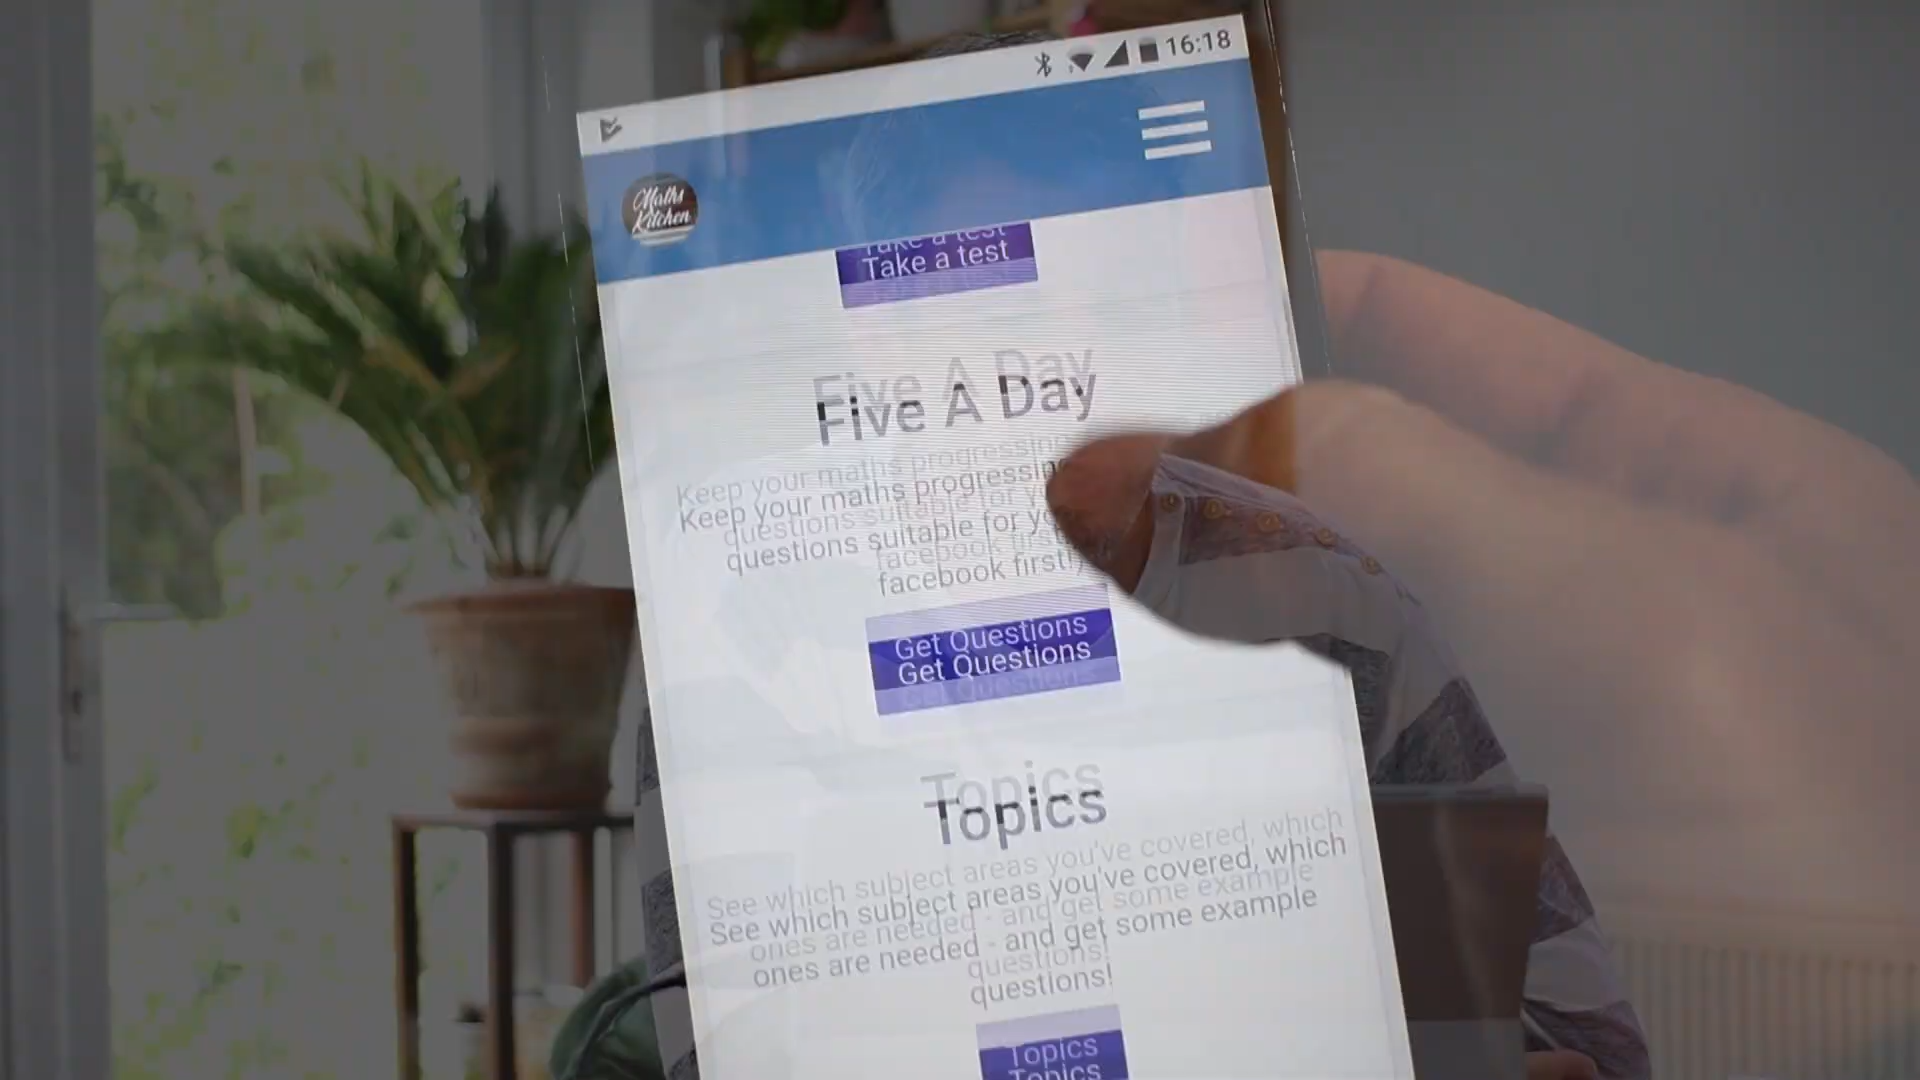 16:18
Maths
Kitchen
Take a test
Five A Day
Keep your maths progressing
questions suitable for
facebook first!)
Get Questions
Topics
See which subject areas you've covered, which
ones are needed - and get some example
questions!
Topics